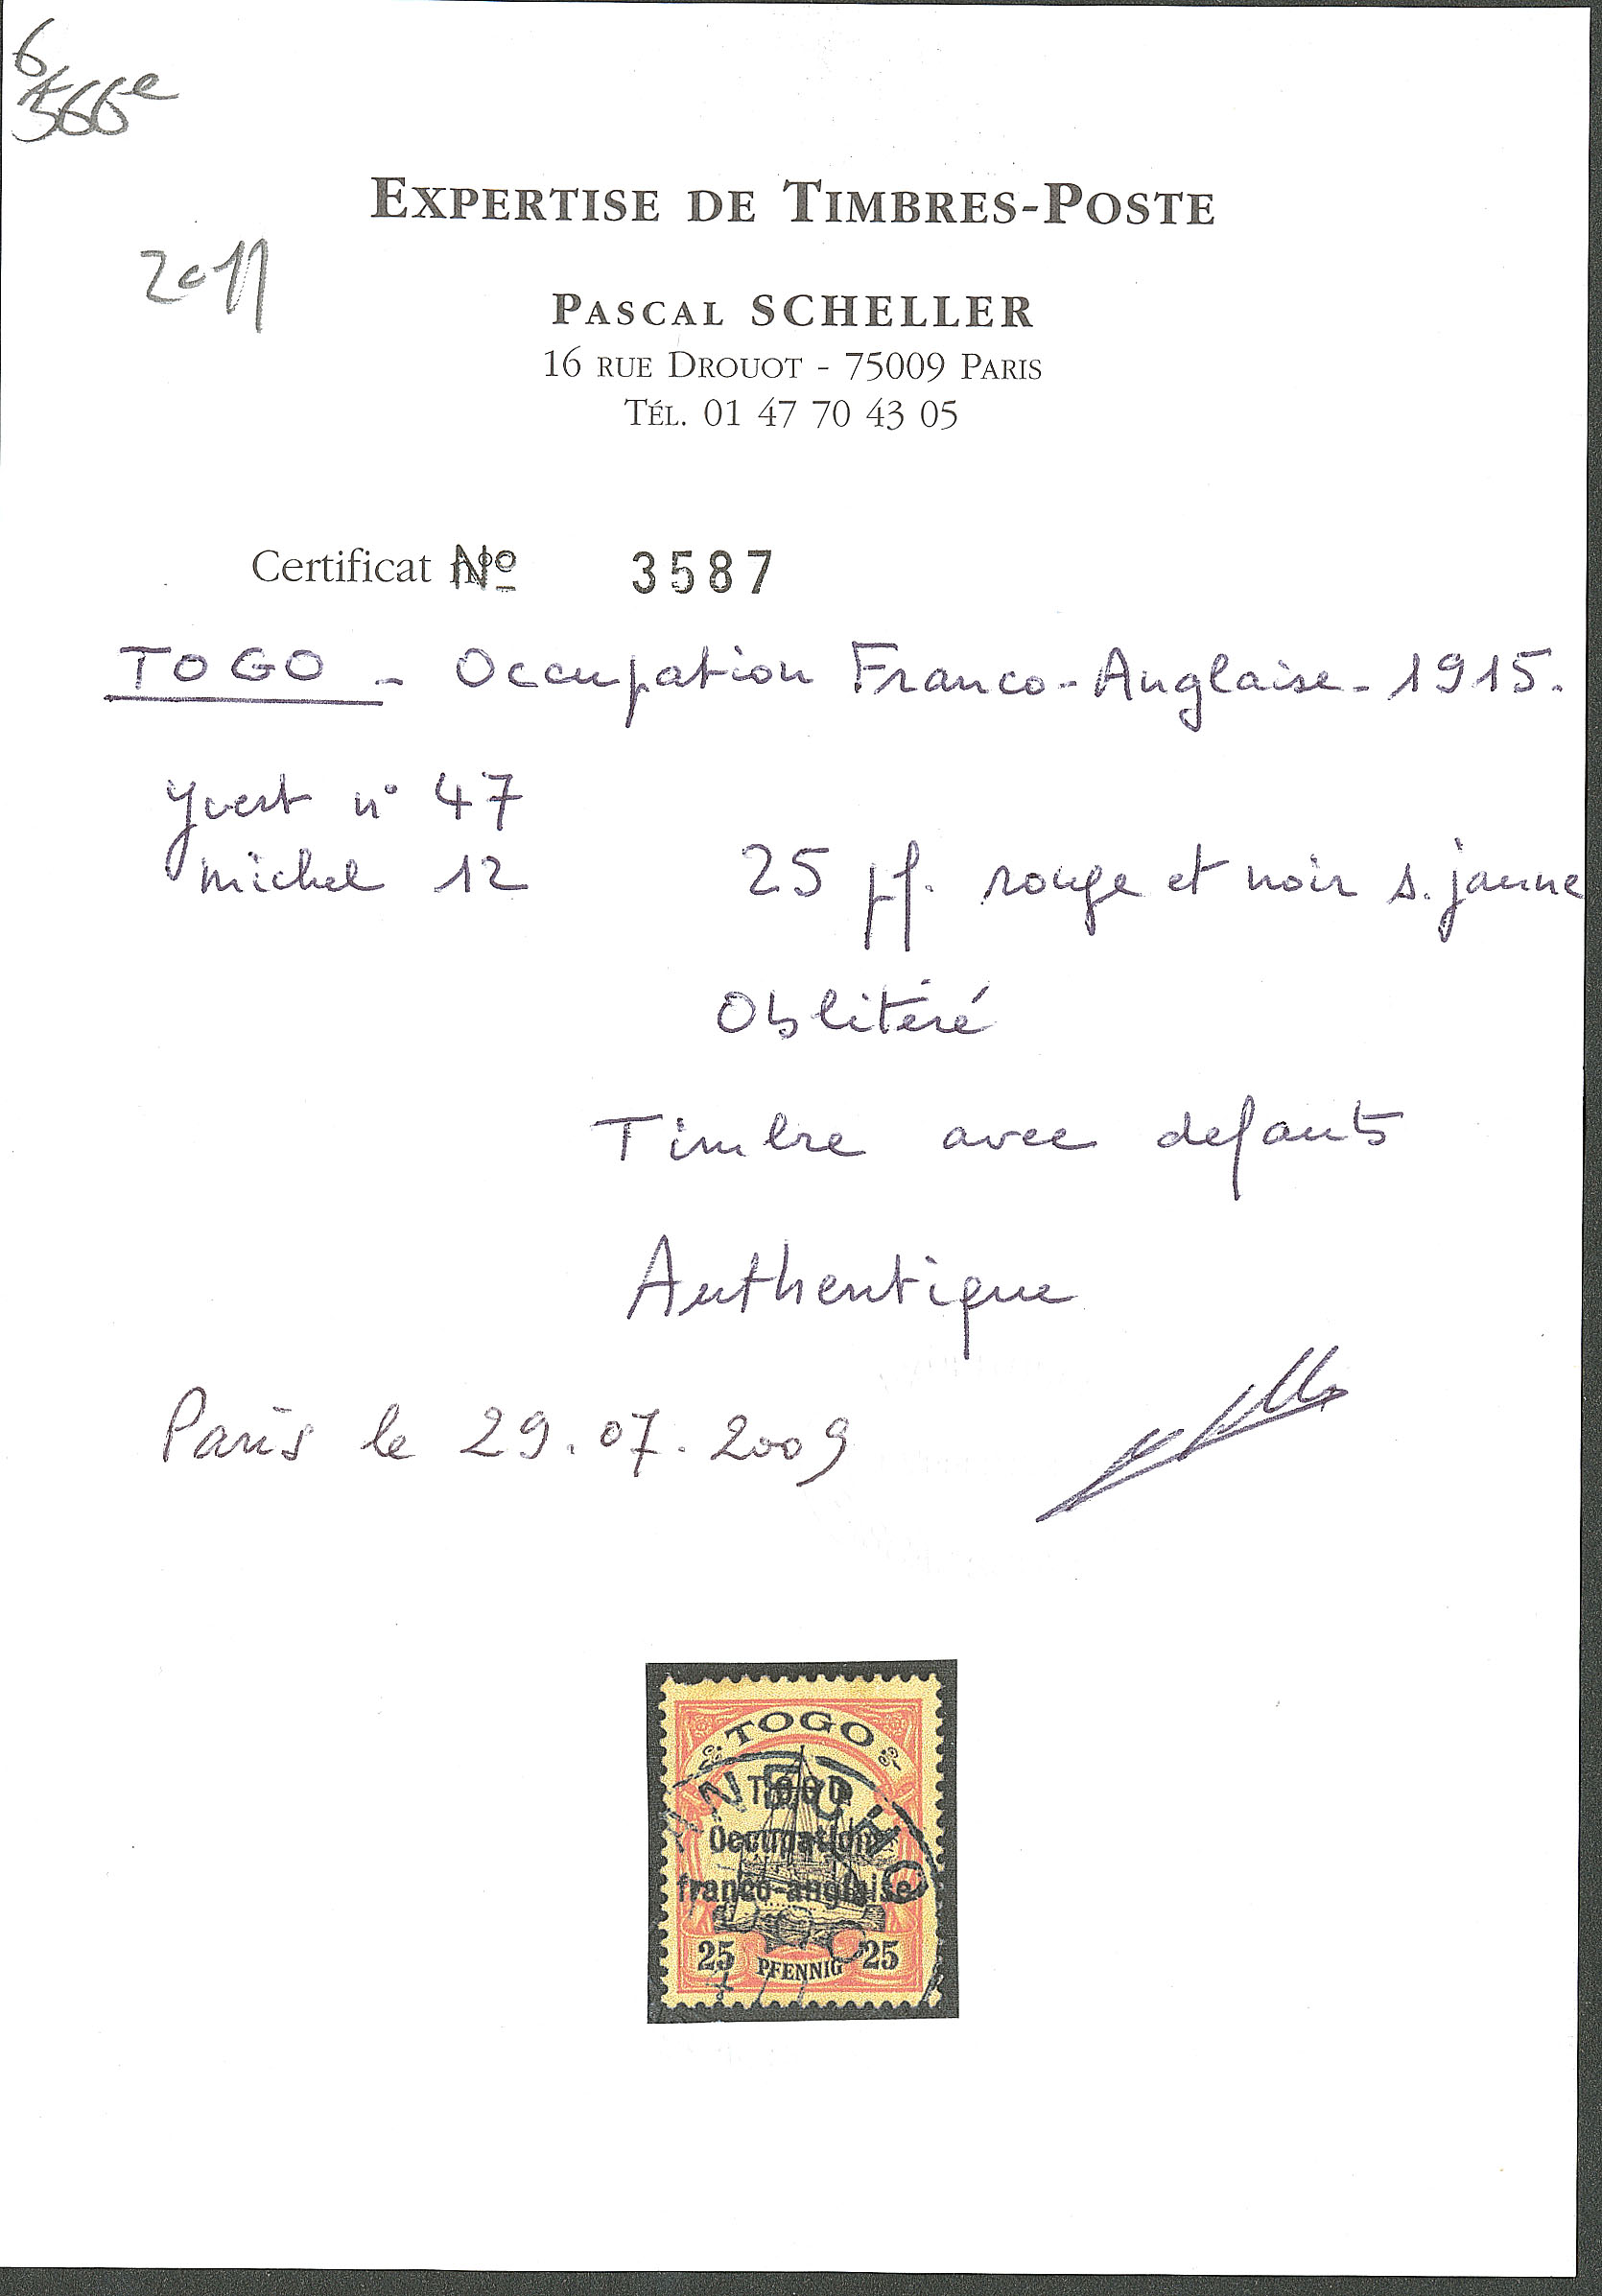 2011
EXPERTISE DE TIMBRES-POSTE
PASCAL SCHELLER
16 RUE DROUOT - 75009 PARIS
TÉL. 01 47 70 43 05
Certificat Nº 3587
TOGO - Occupation Franco-Anglaise - 1915.
Yvert n° 47
Michel 12
25 pf. rouge et noir s. jaune
Oblitéré
Timbre avec defauts
Authentique
Paris le 29.07.2009
TOGO
TOGO
Occupation
franco-anglaise
ANECHO
25 PFENNIG 25